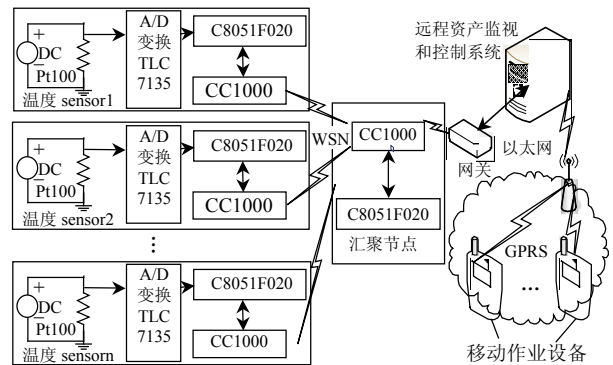 +
DC
−
Pt100
A/D
变换
TLC
7135
C8051F020
CC1000
温度 sensor1
+
DC
−
Pt100
A/D
变换
TLC
7135
C8051F020
CC1000
温度 sensor2
⋮
+
DC
−
Pt100
A/D
变换
TLC
7135
C8051F020
CC1000
温度 sensorn
WSN
CC1000
C8051F020
汇聚节点
网关
以太网
远程资产监视
和控制系统
GPRS
...
移动作业设备